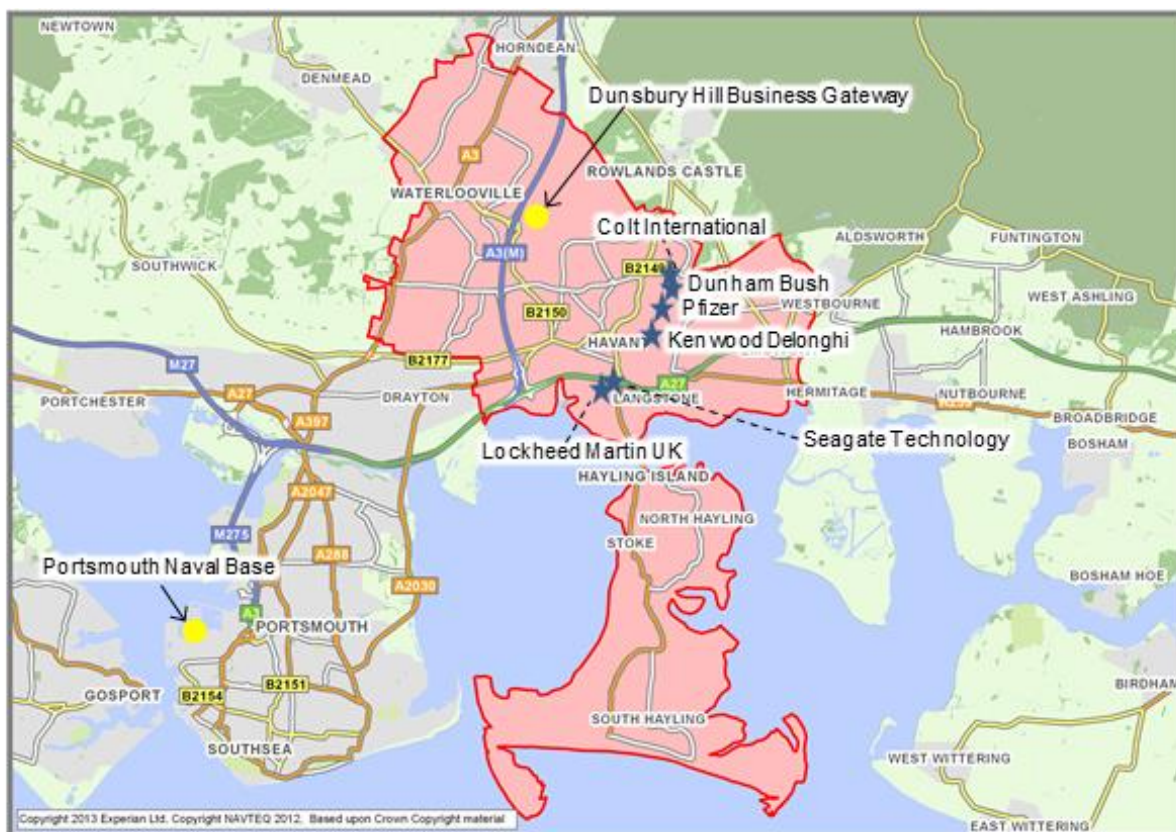 NEWTOWN
HORNDEAN
DENMEAD
Dunsbury Hill Business Gateway
A3
ROWLANDS CASTLE
WATERLOOVILLE
Colt International
ALDSWORTH
FUNTINGTON
SOUTHWICK
A3(M)
B2149
Dunham Bush
WESTBOURNE
WEST ASHLING
Pfizer
B2150
HAMBROOK
HAVANT
Kenwood Delonghi
B2177
M27
A27
A27
HERMITAGE
NUTBOURNE
PORTCHESTER
DRAYTON
LANGSTONE
A397
BROADBRIDGE
Lockheed Martin UK
Seagate Technology
BOSHAM
HAYLING ISLAND
A2047
NORTH HAYLING
M275
STOKE
A288
Portsmouth Naval Base
A2030
BOSHAM HOE
A3
PORTSMOUTH
GOSPORT
B2154
B2151
BIRDHAM
SOUTH HAYLING
SOUTHSEA
WEST WITTERING
Copyright 2013 Experian Ltd. Copyright NAVTEQ 2012. Based upon Crown Copyright material
EAST WITTERING